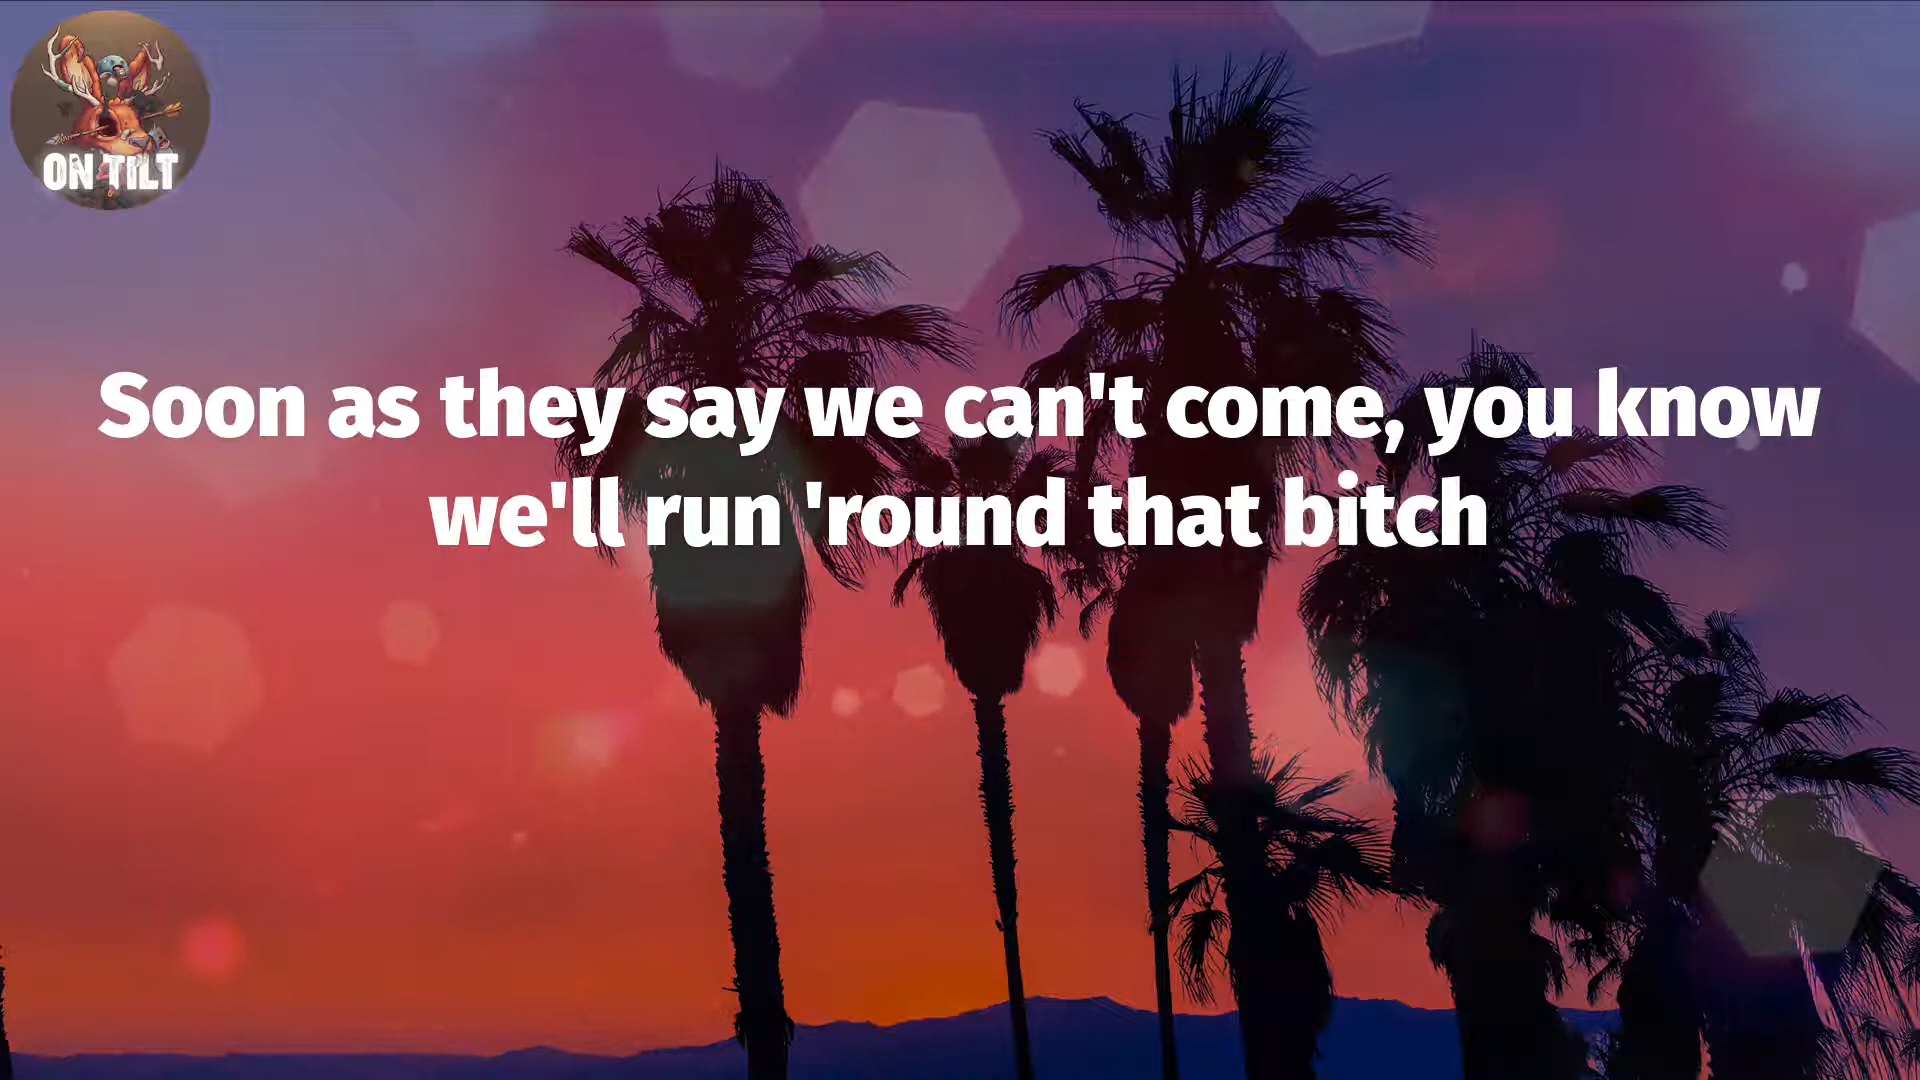 ON TILT
Soon as they say we can't come, you know
we'll run 'round that bitch